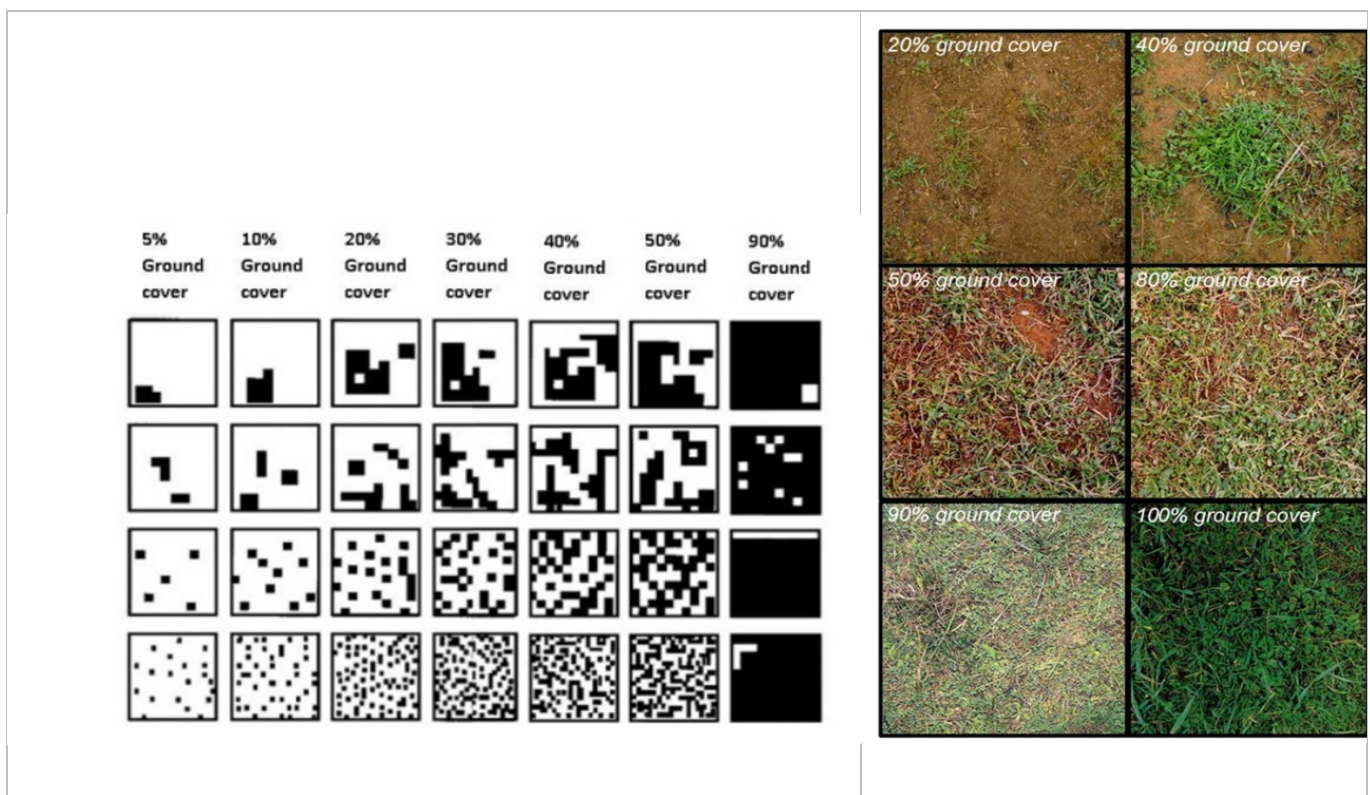 5%
Ground
cover
10%
Ground
cover
20%
Ground
cover
30%
Ground
cover
40%
Ground
cover
50%
Ground
cover
90%
Ground
cover
20% ground cover
40% ground cover
50% ground cover
80% ground cover
90% ground cover
100% ground cover